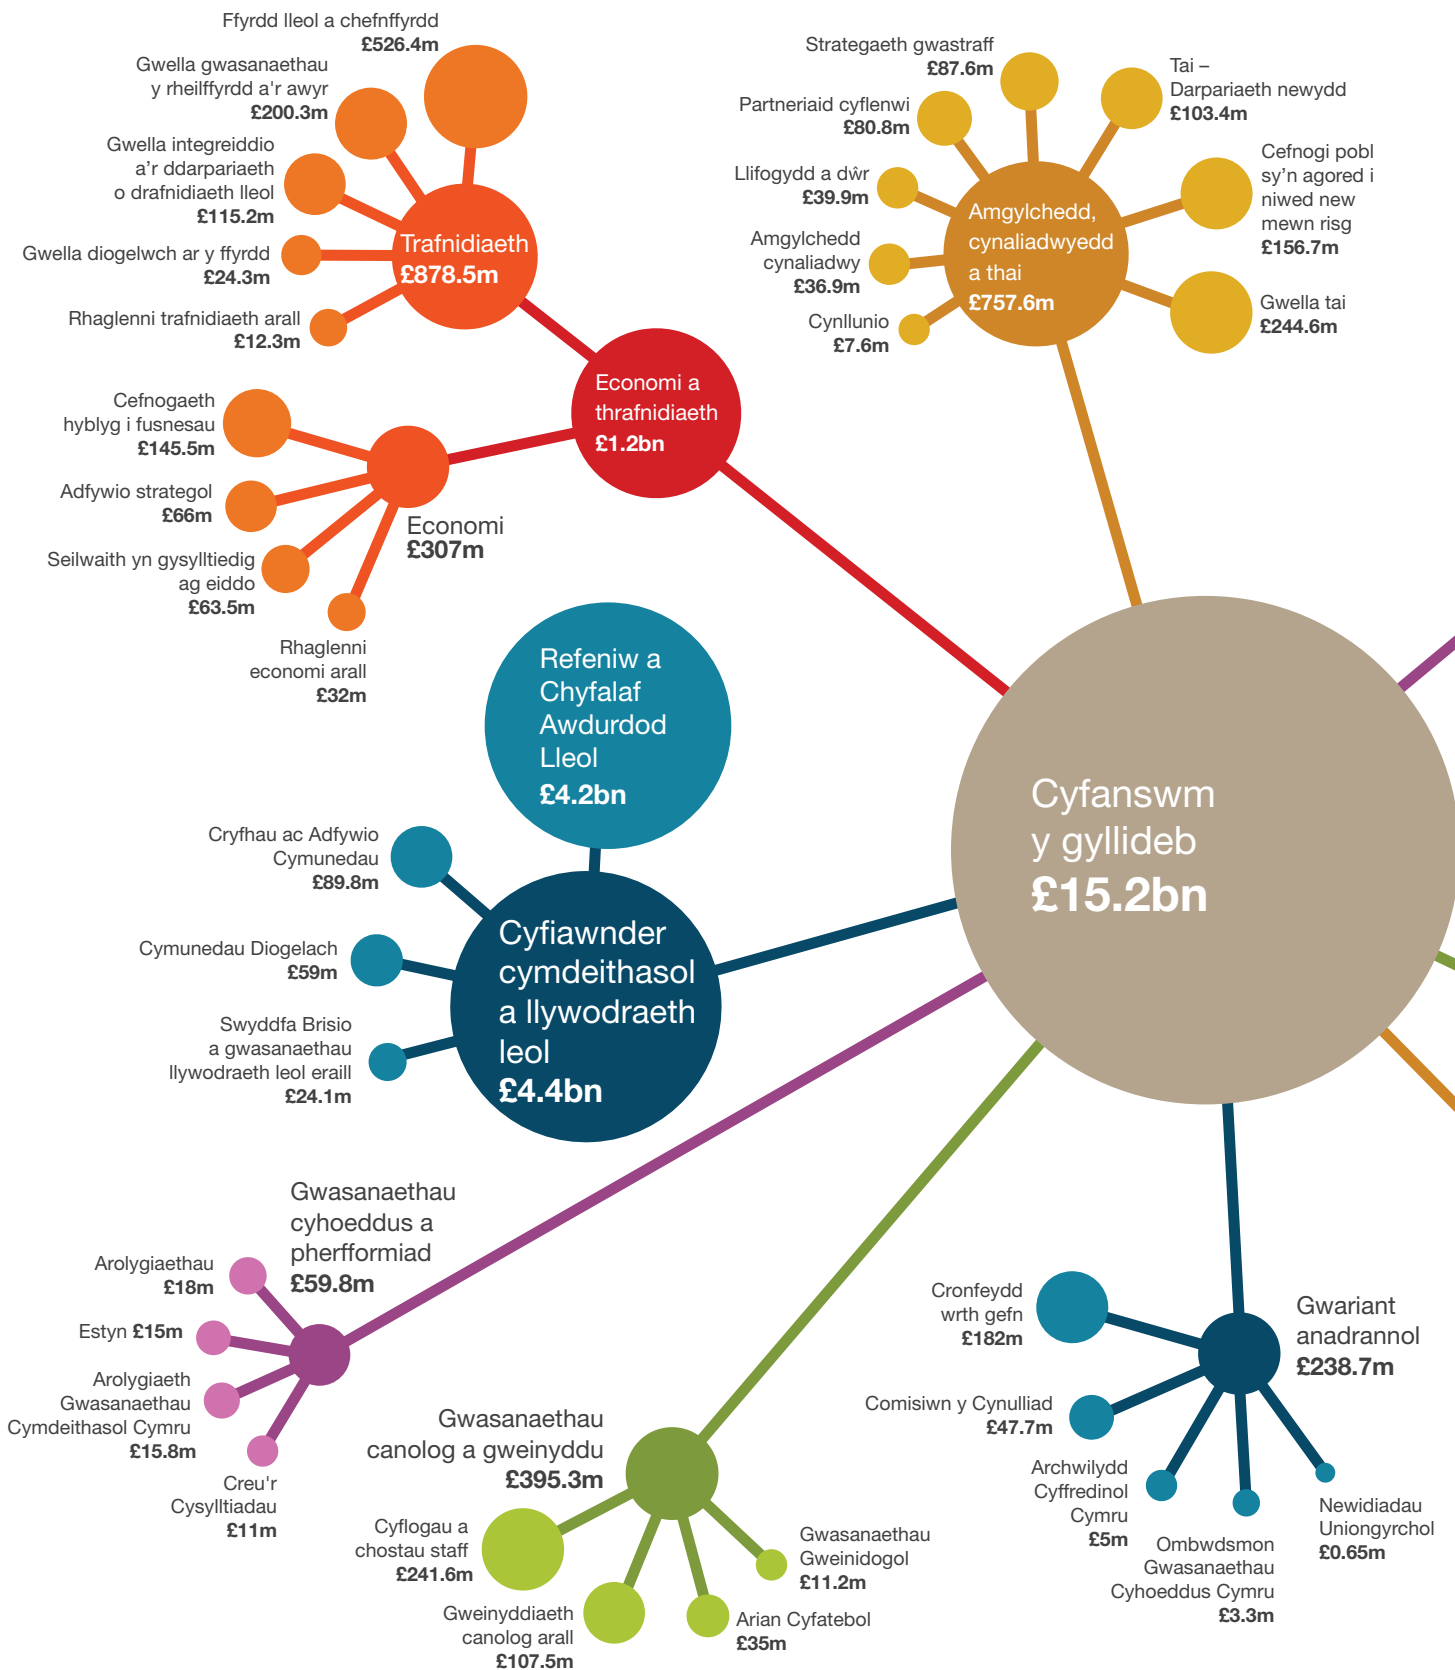 Ffyrdd lleol a chefnffyrdd
£526.4m
Gwella gwasanaethau
y rheilffyrdd a'r awyr
£200.3m
Gwella integreiddio
a'r ddarpariaeth
o drafnidiaeth lleol
£115.2m
Gwella diogelwch ar y ffyrdd
£24.3m
Rhaglenni trafnidiaeth arall
£12.3m
Trafnidiaeth
£878.5m
Strategaeth gwastraff
£87.6m
Partneriaid cyflenwi
£80.8m
Llifogydd a dŵr
£39.9m
Amgylchedd
cynaliadwy
£36.9m
Cynllunio
£7.6m
Tai –
Darpariaeth newydd
£103.4m
Cefnogi pobl
sy'n agored i
niwed new
mewn risg
£156.7m
Gwella tai
£244.6m
Amgylchedd,
cynaliadwyedd
a thai
£757.6m
Economi a
thrafnidiaeth
£1.2bn
Cefnogaeth
hyblyg i fusnesau
£145.5m
Adfywio strategol
£66m
Seilwaith yn gysylltiedig
ag eiddo
£63.5m
Rhaglenni
economi arall
£32m
Economi
£307m
Refeniw a
Chyfalaf
Awdurdod
Lleol
£4.2bn
Cryfhau ac Adfywio
Cymunedau
£89.8m
Cymunedau Diogelach
£59m
Swyddfa Brisio
a gwasanaethau
llywodraeth leol eraill
£24.1m
Cyfiawnder
cymdeithasol
a llywodraeth
leol
£4.4bn
Cyfanswm
y gyllideb
£15.2bn
Gwasanaethau
cyhoeddus a
pherfformiad
£59.8m
Arolygiaethau
£18m
Estyn £15m
Arolygiaeth
Gwasanaethau
Cymdeithasol Cymru
£15.8m
Creu'r
Cysylltiadau
£11m
Gwasanaethau
canolog a gweinyddu
£395.3m
Cyflogau a
chostau staff
£241.6m
Gweinyddiaeth
canolog arall
£107.5m
Arian Cyfatebol
£35m
Gwasanaethau
Gweinidogol
£11.2m
Gwariant
anadrannol
£238.7m
Cronfeydd
wrth gefn
£182m
Comisiwn y Cynulliad
£47.7m
Archwilydd
Cyffredinol
Cymru
£5m
Ombwdsmon
Gwasanaethau
Cyhoeddus Cymru
£3.3m
Newidiadau
Uniongyrchol
£0.65m